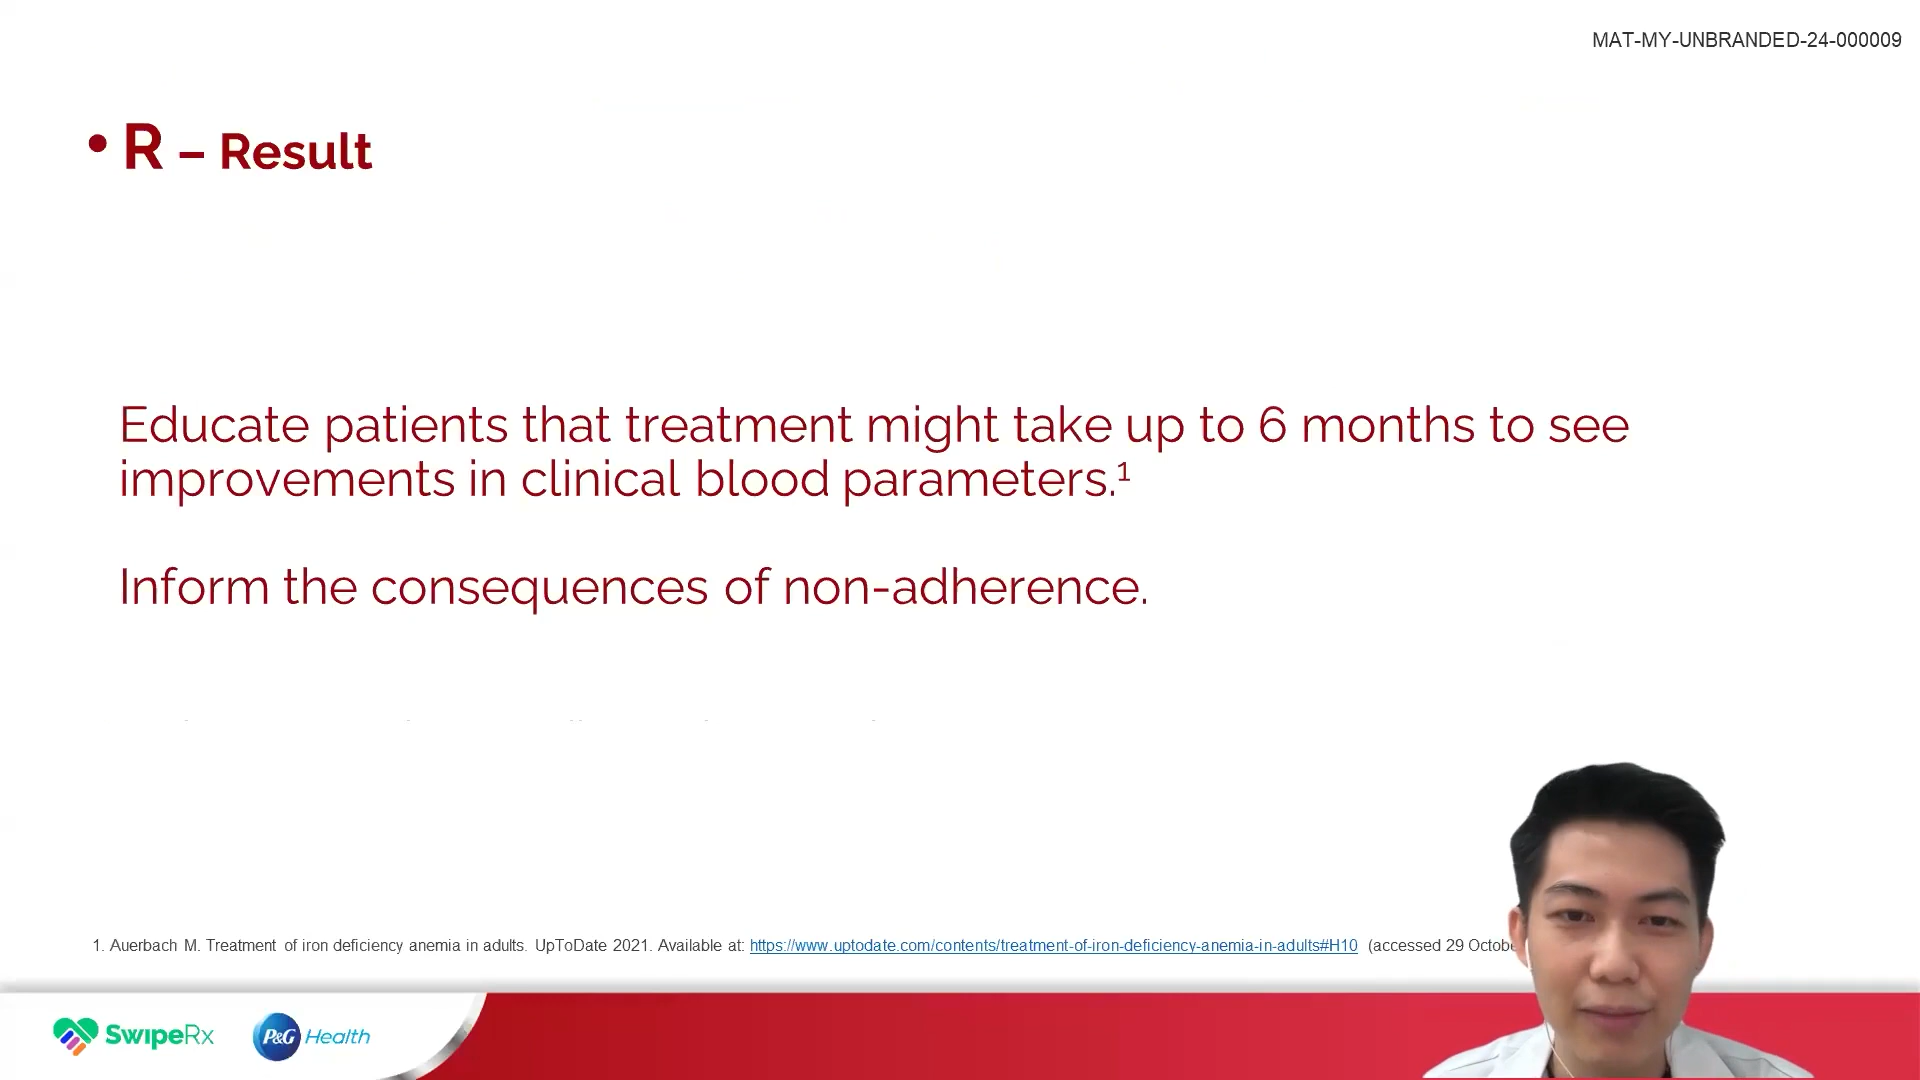 MAT-MY-UNBRANDED-24-000009
• R – Result
Educate patients that treatment might take up to 6 months to see
improvements in clinical blood parameters.¹
Inform the consequences of non-adherence.
1. Auerbach M. Treatment of iron deficiency anemia in adults. UpToDate 2021. Available at: https://www.uptodate.com/contents/treatment-of-iron-deficiency-anemia-in-adults#H10 (accessed 29
SwipeRx P&G Health